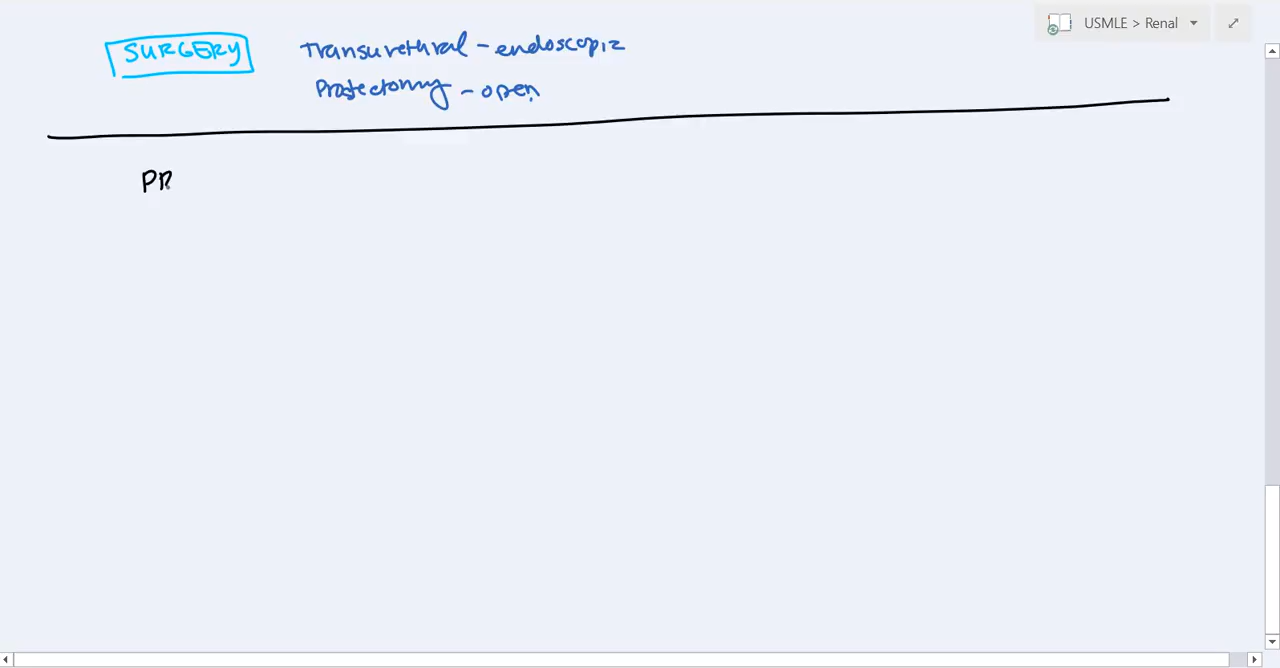 USMLE > Renal
SURGERY Transurethral - endoscopic
Prostectomy - open
PR